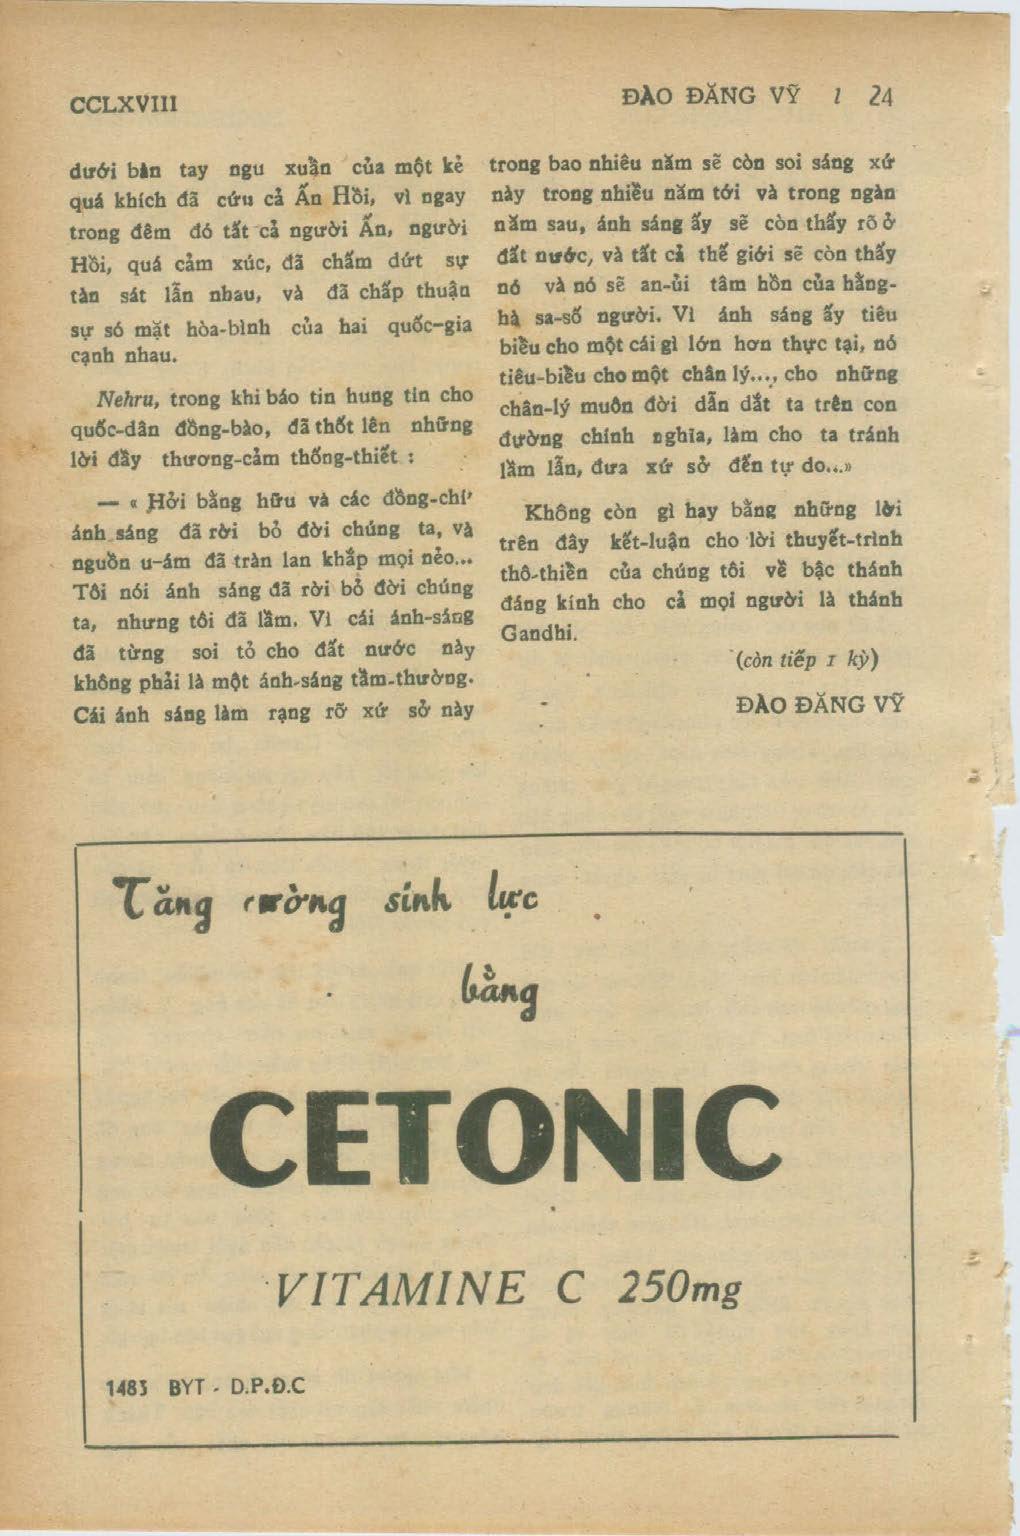 CCLXVIII
ĐÀO ĐĂNG VỸ l 24
dưới bàn tay ngu xuẩn của một kẻ
quá khích đã cứu cả Ấn Hồi, vì ngay
trong đêm đó tất cả người Ấn, người
Hồi, quá cảm xúc, đã chấm dứt sự
tàn sát lẫn nhau, và đã chấp thuận
sự só mặt hòa-bình của hai quốc-gia
cạnh nhau.
Nehru, trong khi báo tin hung tin cho
quốc-dân đồng-bào, đã thốt lên những
lời đầy thương-cảm thống-thiết :
— « Hỡi bằng hữu và các đồng-chí'
ánh sáng đã rời bỏ đời chúng ta, và
nguồn u-ám đã tràn lan khắp mọi nẻo...
Tôi nói ánh sáng đã rời bỏ đời chúng
ta, nhưng tôi đã lầm. Vì cái ánh-sáng
đã từng soi tỏ cho đất nước này
không phải là một ánh-sáng tầm-thường.
Cái ánh sáng làm rạng rỡ xứ sở này
trong bao nhiêu năm sẽ còn soi sáng xứ
này trong nhiều năm tới và trong ngàn
năm sau, ánh sáng ấy sẽ còn thấy rõ ở
đất nước, và tất cả thế giới sẽ còn thấy
nó và nó sẽ an-ủi tâm hồn của hằng-
hà sa-số người. Vì ánh sáng ấy tiêu
biểu cho một cái gì lớn hơn thực tại, nó
tiêu-biểu cho một chân lý..., cho những
chân-lý muôn đời dẫn dắt ta trên con
đường chính nghĩa, làm cho ta tránh
lầm lẫn, đưa xứ sở đến tự do...»
Không còn gì hay bằng những lời
trên đây kết-luận cho lời thuyết-trình
thô-thiển của chúng tôi về bậc thánh
đáng kính cho cả mọi người là thánh
Gandhi.
(còn tiếp 1 kỳ)
ĐÀO ĐĂNG VỸ
Tăng cường sinh lực
bằng
CETONIC
VITAMINE C 250mg
1483 BYT - D.P.Đ.C